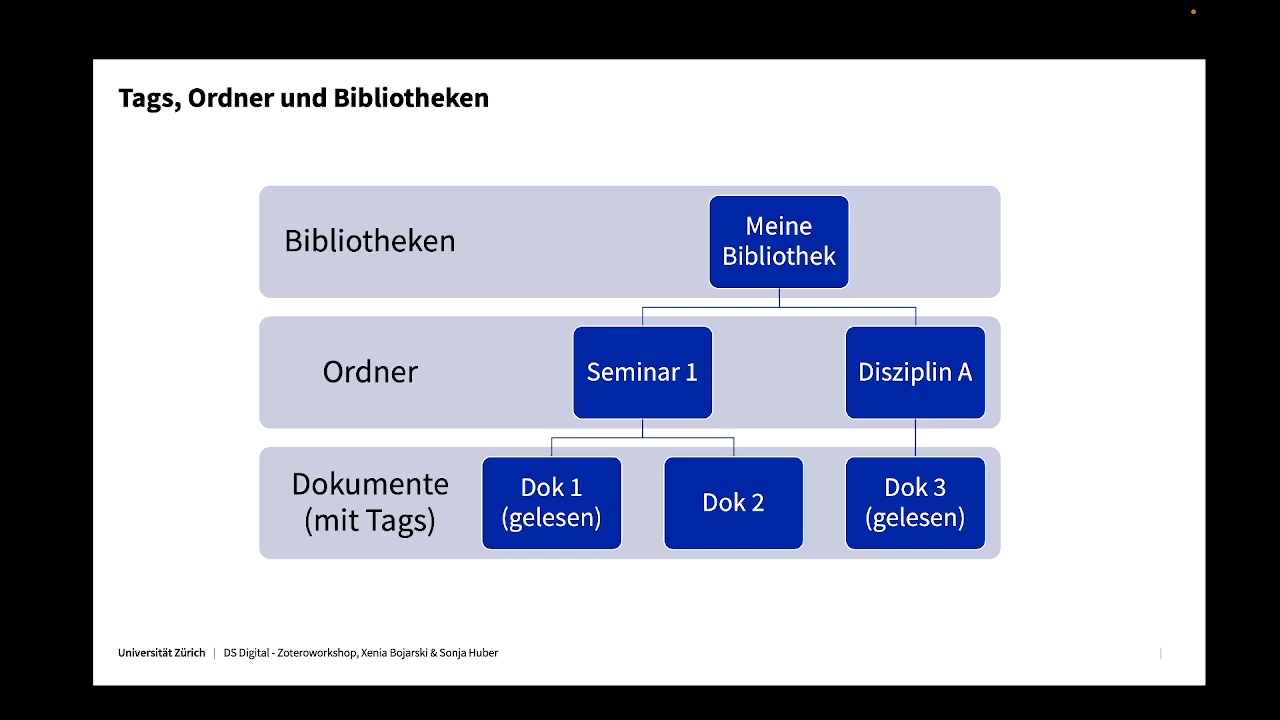 Tags, Ordner und Bibliotheken
Bibliotheken
Meine
Bibliothek
Ordner
Seminar 1
Disziplin A
Dokumente
(mit Tags)
Dok 1
(gelesen)
Dok 2
Dok 3
(gelesen)
Universität Zürich | DS Digital - Zoteroworkshop, Xenia Bojarski & Sonja Huber |